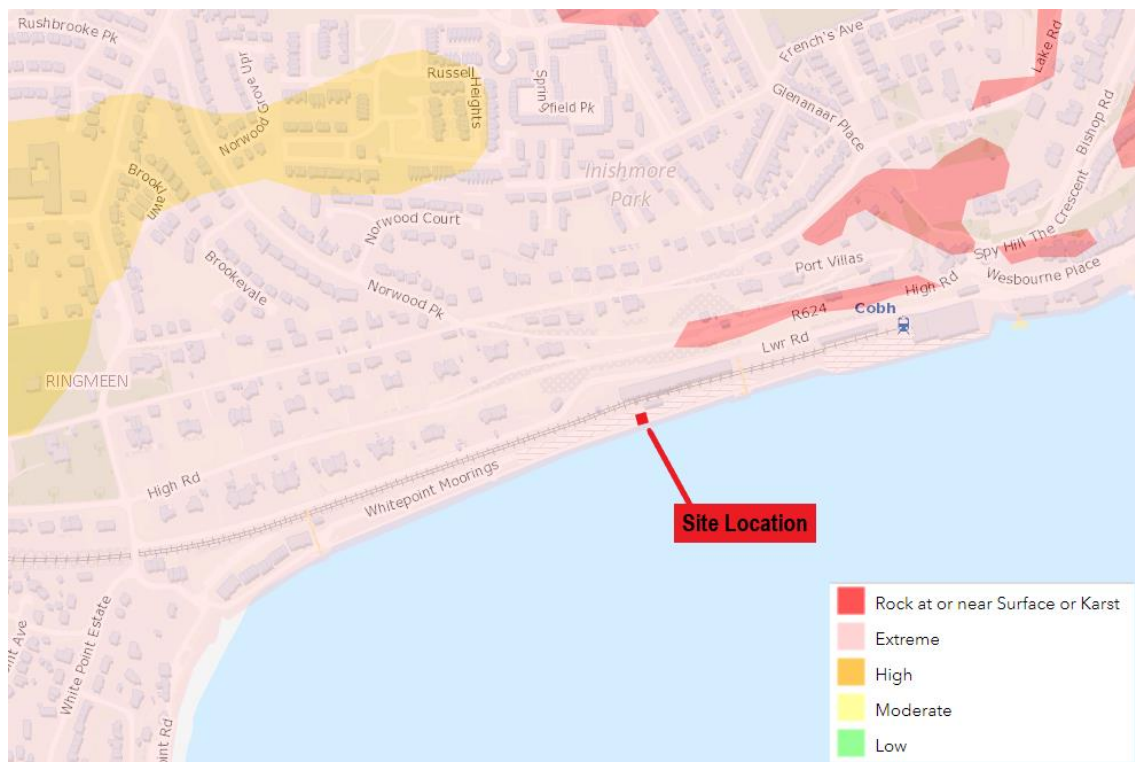 Rushbrooke Pk
Norwood Grove Upr
Russell
Heights
Spring
field Pk
French's Ave
Glenanaar Place
Lake Rd
Bishop Rd
Brooklawn
Inishmore
Park
Norwood Court
Brookevale
Norwood Pk
Port Villas
Spy Hill
The Crescent
Wesbourne Place
High Rd
R624
Cobh
Lwr Rd
RINGMEEN
High Rd
Whitepoint Moorings
Site Location
White Point Estate
Rock at or near Surface or Karst
Extreme
High
Moderate
Low